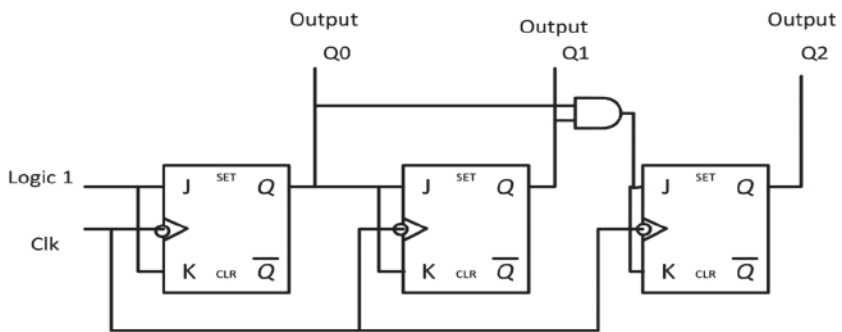 Output
Q0
Output
Q1
Output
Q2
Logic 1
Clk
J SET Q
K CLR Q̅
J SET Q
K CLR Q̅
J SET Q
K CLR Q̅